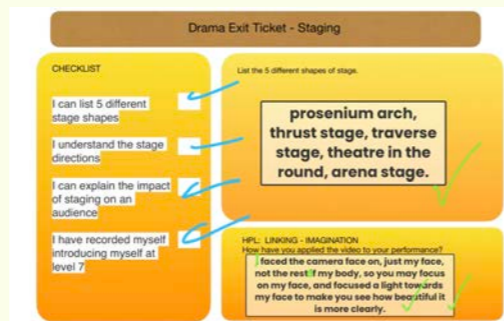 Drama Exit Ticket - Staging
CHECKLIST
I can list 5 different
stage shapes
I understand the stage
directions
I can explain the impact
of staging on an
audience
I have recorded myself
introducing myself at
level 7
List the 5 different shapes of stage.
prosenium arch,
thrust stage, traverse
stage, theatre in the
round, arena stage.
HPL: LINKING - IMAGINATION
How have you applied the video to your performance?
I faced the camera face on, just my face,
not the rest of my body, so you may focus
on my face, and focused a light towards
my face to make you see how beautiful it
is more clearly.